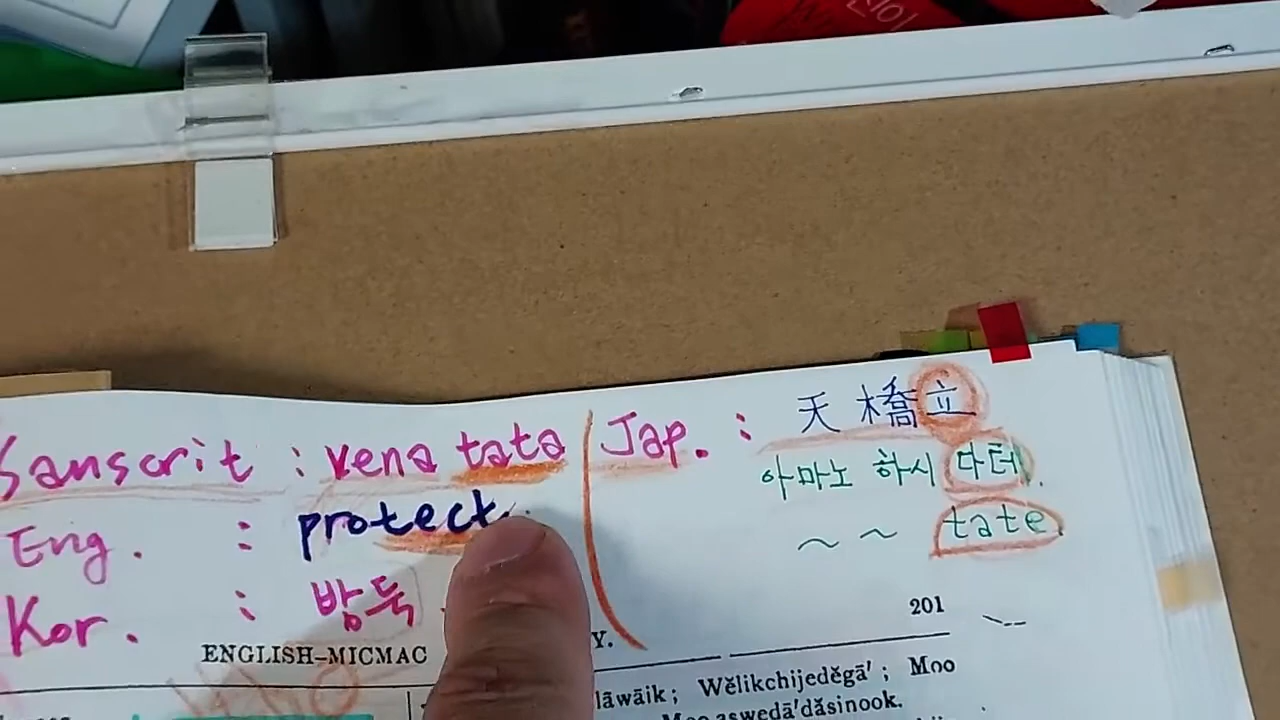 Sanscrit : vena tata
Eng. : protect
Kor. : 방둑
Jap. : 天橋立
아마노 하시 다테.
~ ~ tate
201
ENGLISH–MICMAC
Y.
lāwāik; Wĕlikchijedĕgā'; Moo
Moo aswedā'dăsinook.